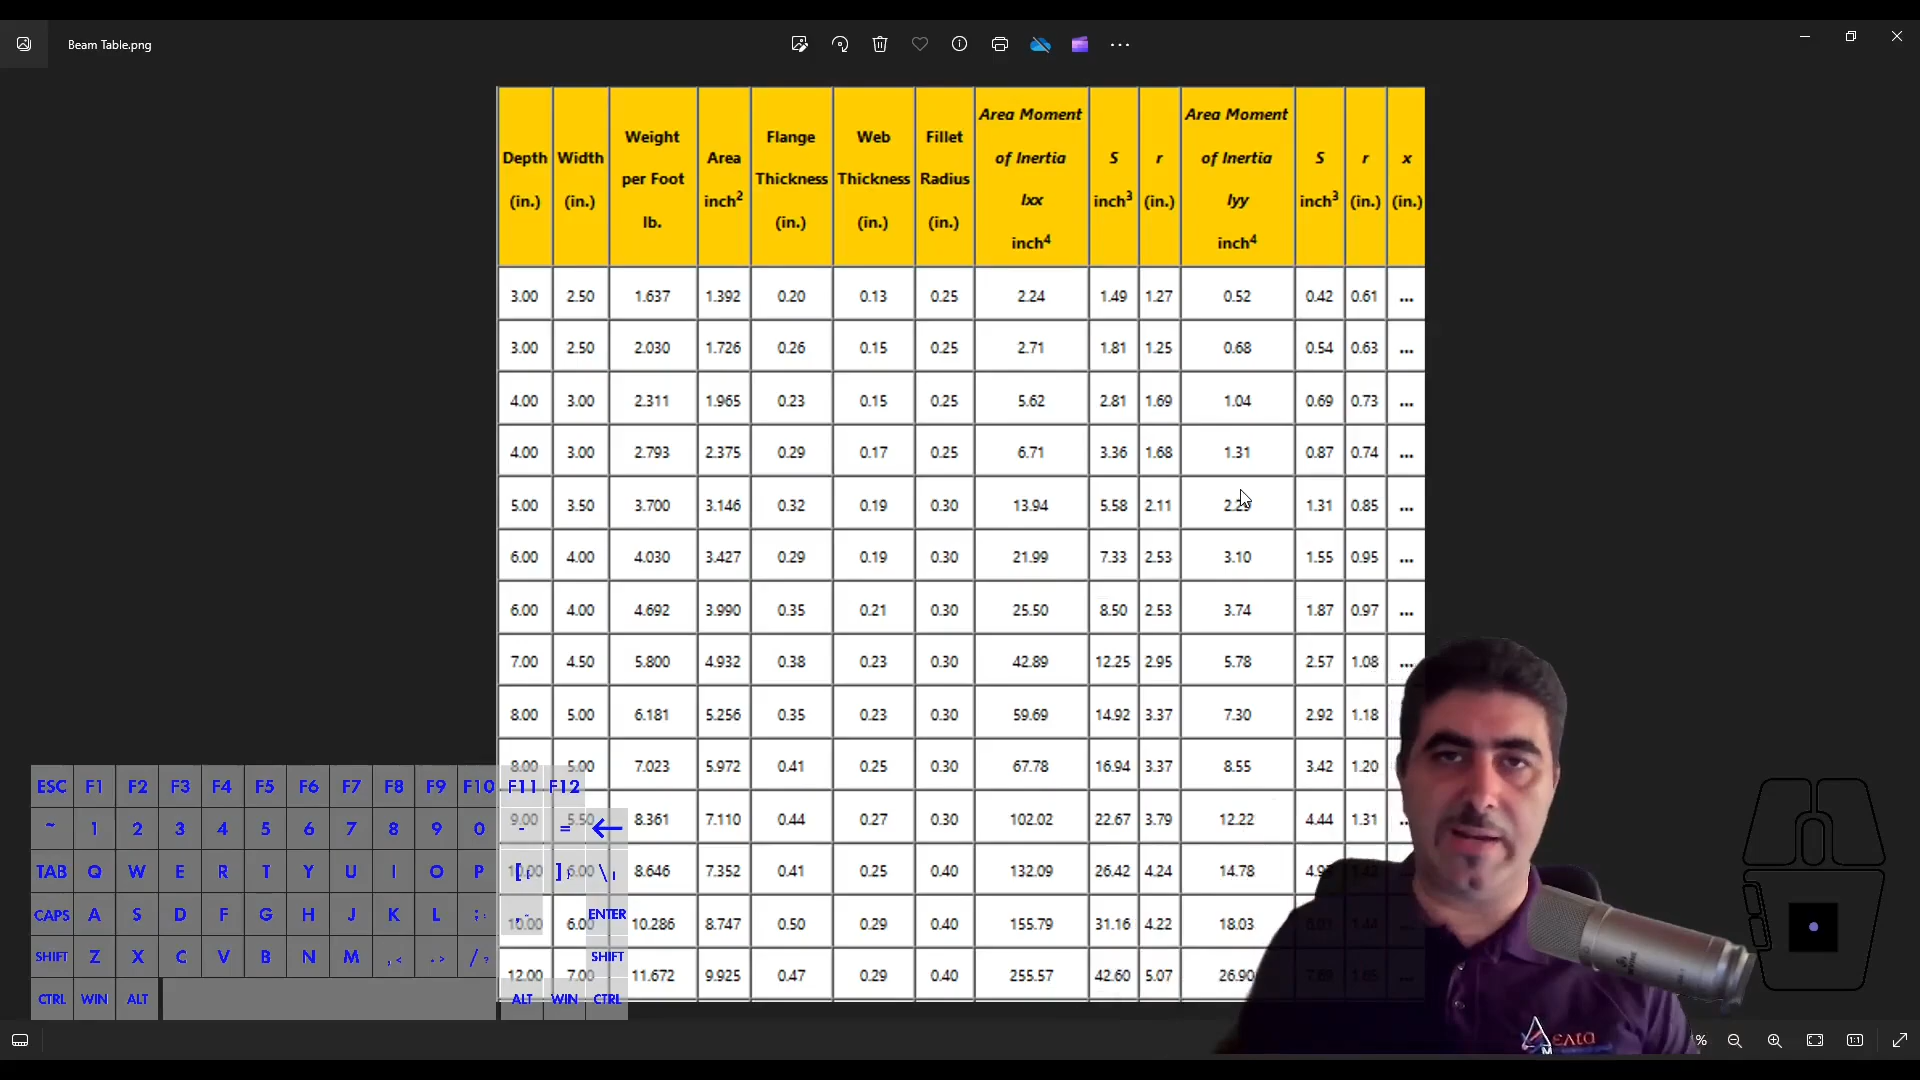 Beam Table.png
Depth (in.) Width (in.) Weight per Foot lb. Area inch2 Flange Thickness (in.) Web Thickness (in.) Fillet Radius (in.) Area Moment of Inertia Ixx inch4 S inch3 r (in.) Area Moment of Inertia Iyy inch4 S inch3 r (in.) x (in.)
3.00 2.50 1.637 1.392 0.20 0.13 0.25 2.24 1.49 1.27 0.52 0.42 0.61 ...
3.00 2.50 2.030 1.726 0.26 0.15 0.25 2.71 1.81 1.25 0.68 0.54 0.63 ...
4.00 3.00 2.311 1.965 0.23 0.15 0.25 5.62 2.81 1.69 1.04 0.69 0.73 ...
4.00 3.00 2.793 2.375 0.29 0.17 0.25 6.71 3.36 1.68 1.31 0.87 0.74 ...
5.00 3.50 3.700 3.146 0.32 0.19 0.30 13.94 5.58 2.11 1.31 0.85 ...
6.00 4.00 4.030 3.427 0.29 0.19 0.30 21.99 7.33 2.53 3.10 1.55 0.95 ...
6.00 4.00 4.692 3.990 0.35 0.21 0.30 25.50 8.50 2.53 3.74 1.87 0.97 ...
7.00 4.50 5.800 4.932 0.38 0.23 0.30 42.89 12.25 2.95 5.78 2.57 1.08 ...
8.00 5.00 6.181 5.256 0.35 0.23 0.30 59.69 14.92 3.37 7.30 2.92 1.18
8.00 5.00 7.023 5.972 0.41 0.25 0.30 67.78 16.94 3.37 8.55 3.42 1.20
9.00 5.50 8.361 7.110 0.44 0.27 0.30 102.02 22.67 3.79 12.22 4.44 1.31
10.00 6.00 8.646 7.352 0.41 0.25 0.40 132.09 26.42 4.24 14.78
10.00 6.00 10.286 8.747 0.50 0.29 0.40 155.79 31.16 4.22 18.03
12.00 7.00 11.672 9.925 0.47 0.29 0.40 255.57 42.60 5.07 26.90
ESC F1 F2 F3 F4 F5 F6 F7 F8 F9 F10 F11 F12
~ 1 2 3 4 5 6 7 8 9 0 - = ←
TAB Q W E R T Y U I O P [ ] \
CAPS A S D F G H J K L ; ENTER
SHIFT Z X C V B N M , < . > / ? SHIFT
CTRL WIN ALT ALT WIN CTRL
ελτα
M
%
1:1